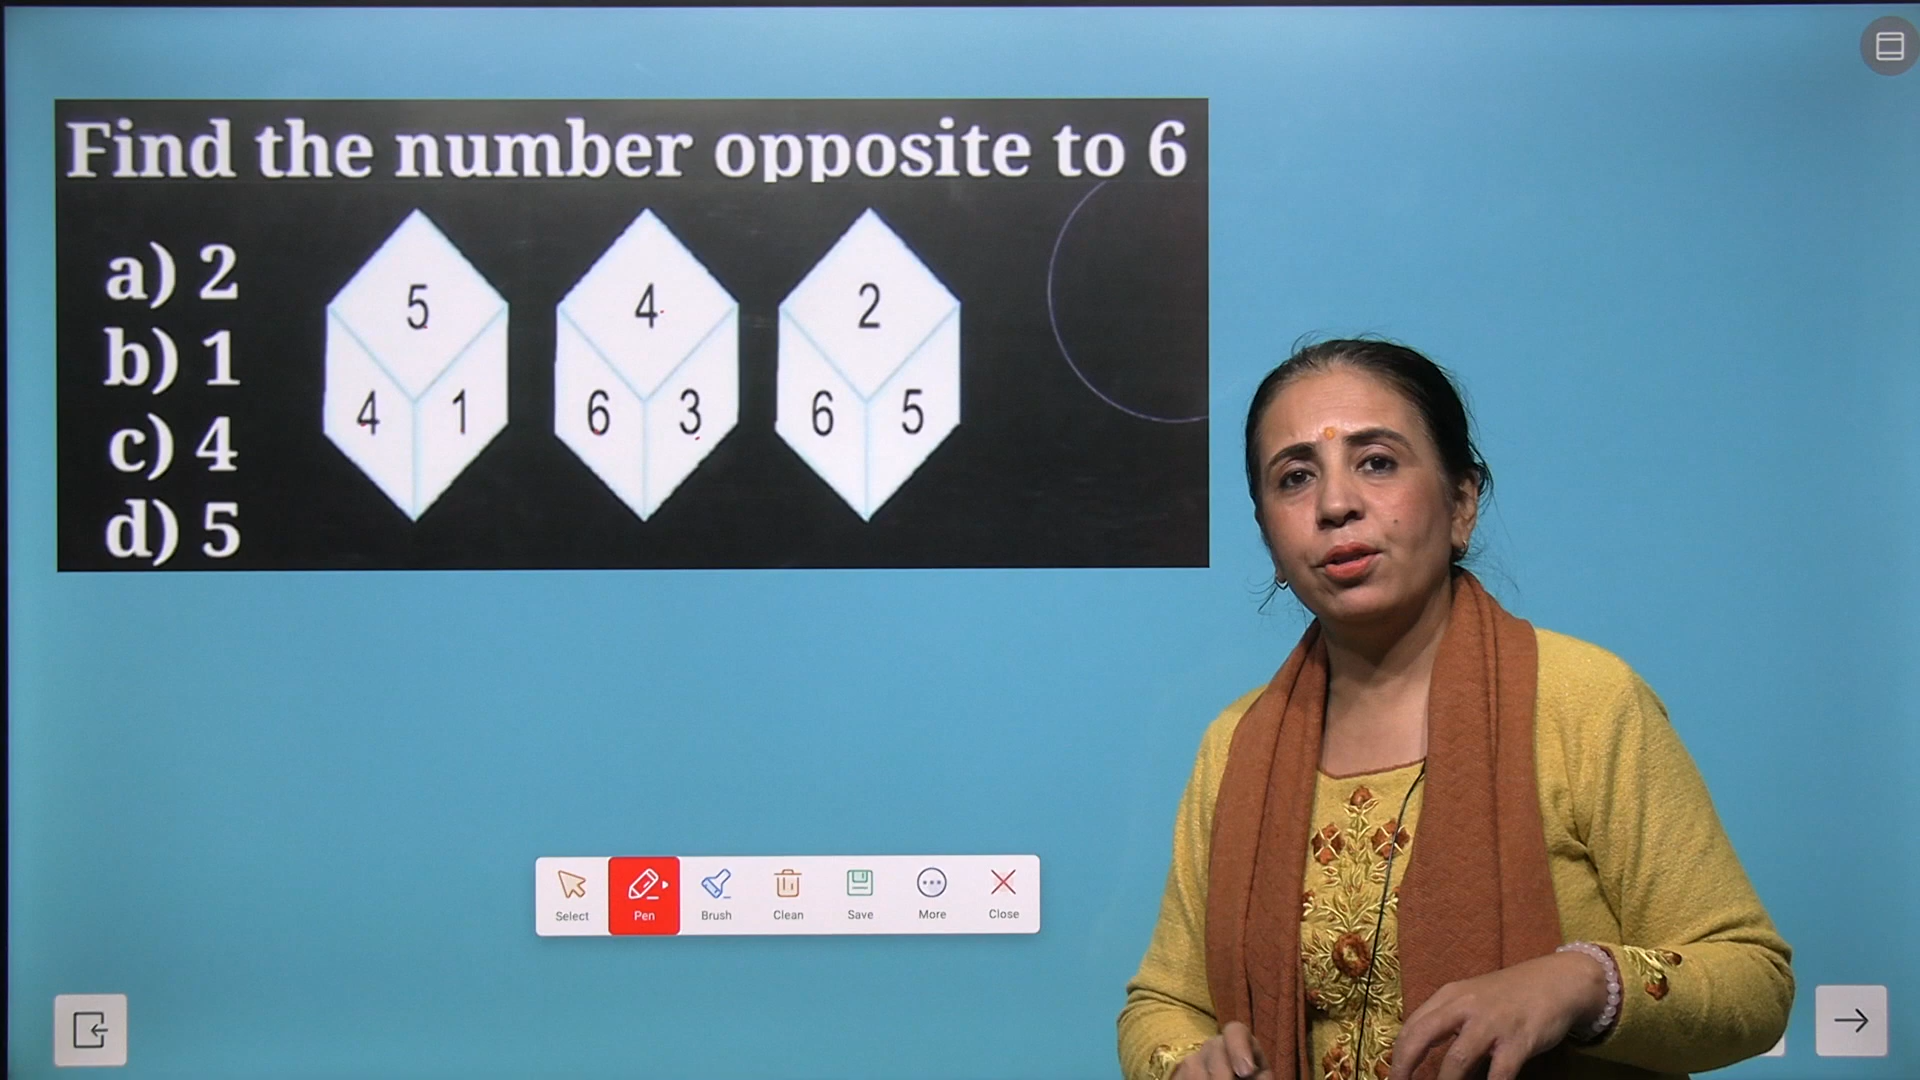 Find the number opposite to 6
a) 2
b) 1
c) 4
d) 5
5
4 1
4
6 3
2
6 5
Select Pen Brush Clean Save More Close